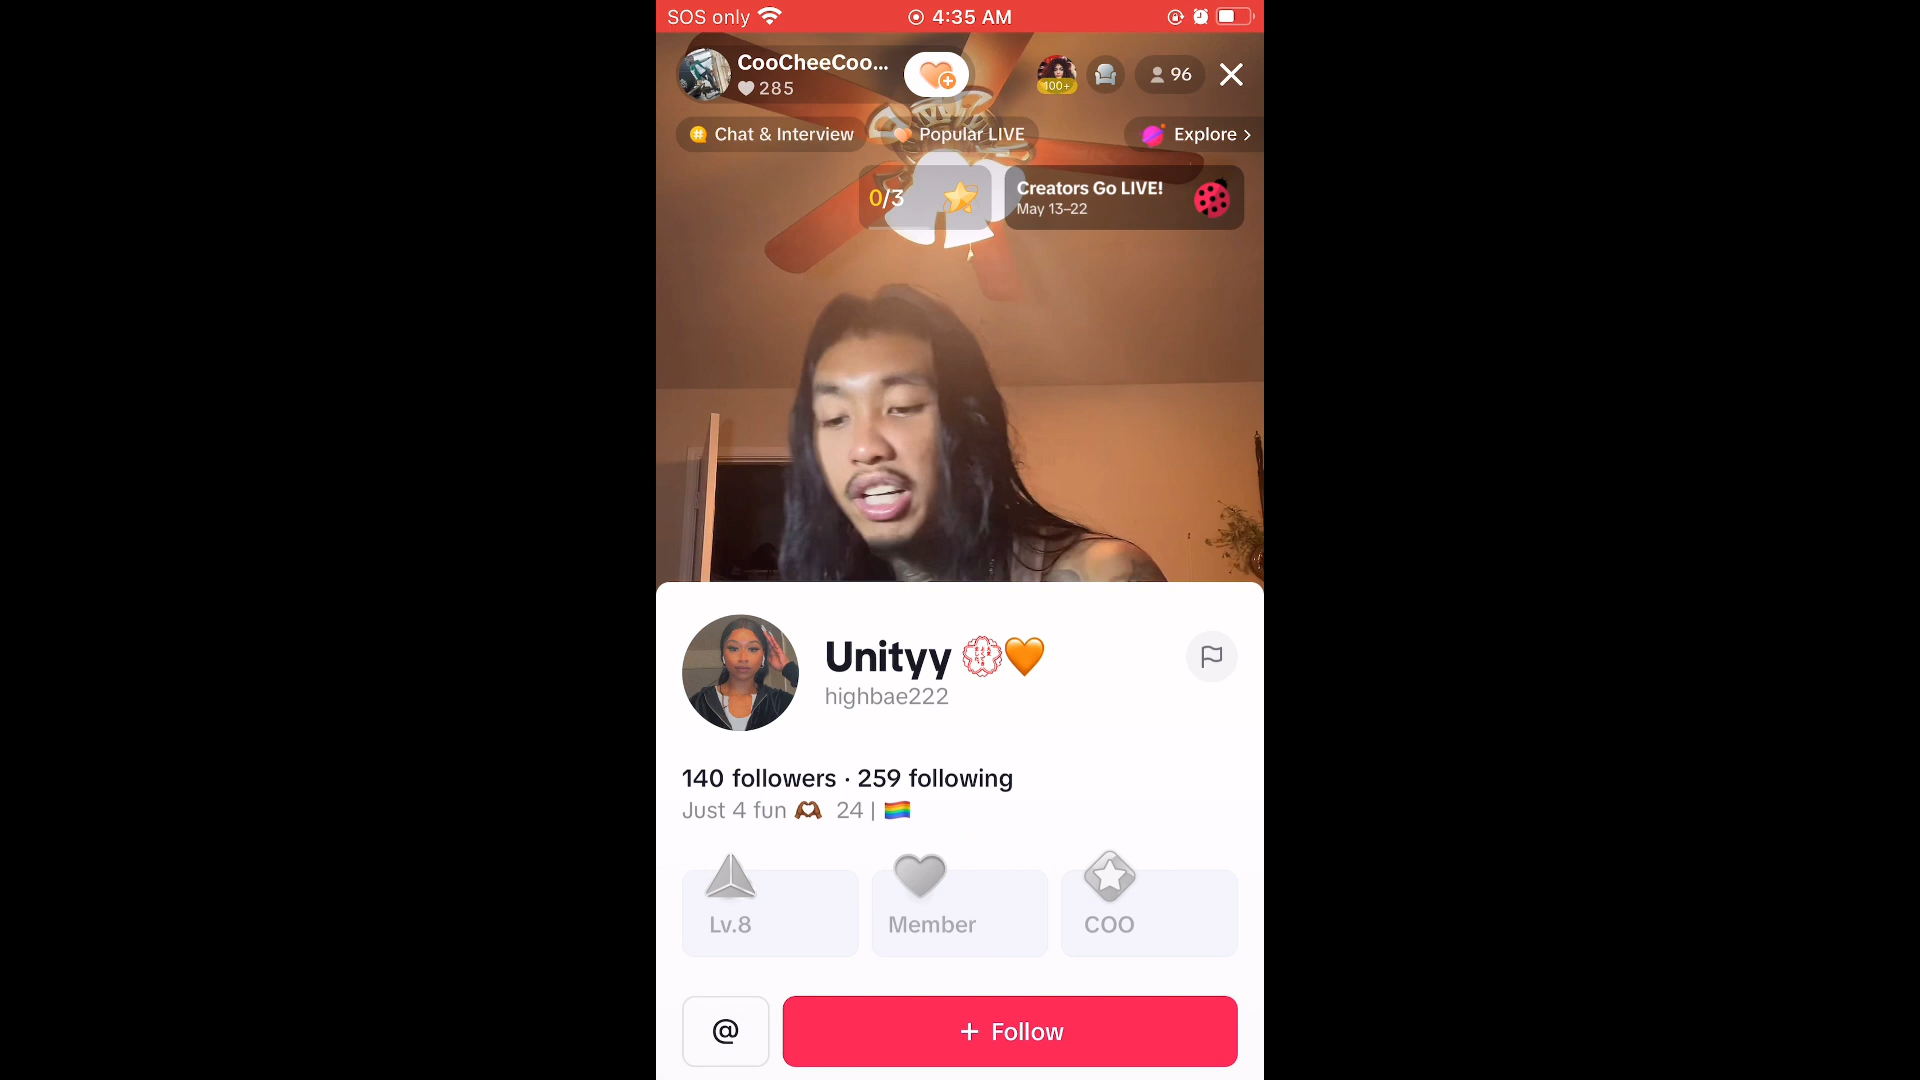 SOS only 4:35 AM
CooCheeCoo...
285
100+
96
Chat & Interview
Popular LIVE
Explore >
0/3
Creators Go LIVE!
May 13–22
Unityy 💮🧡
highbae222
140 followers · 259 following
Just 4 fun 🫶🏾 24 | 🏳️‍🌈
Lv.8
Member
COO
@
+ Follow